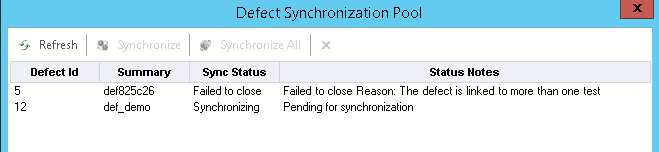 Defect Synchronization Pool
x
Refresh Synchronize Synchronize All
Defect Id Summary Sync Status Status Notes
5 def825c26 Failed to close Failed to close Reason: The defect is linked to more than one test
12 def_demo Synchronizing Pending for synchronization